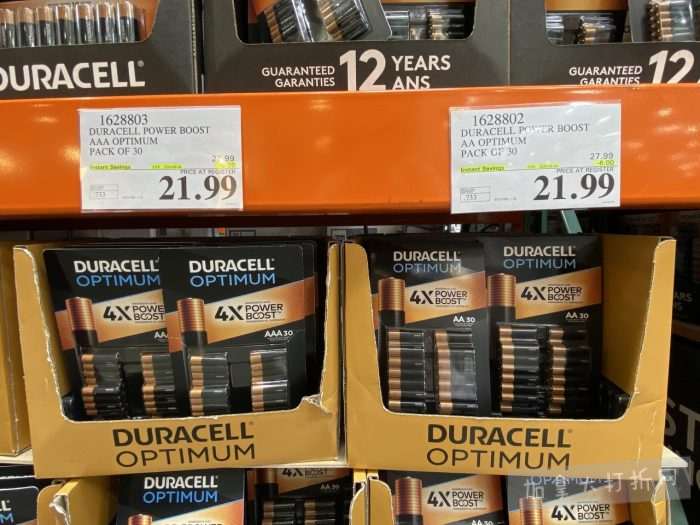 DURACELL
GUARANTEED
GARANTIES
12 YEARS
ANS
GUARANTEED
GARANTIES
12
1628803
DURACELL POWER BOOST
AAA OPTIMUM
PACK OF 30
27.99
Instant Savings
PRICE AT REGISTER
21.99
.733
1628802
DURACELL POWER BOOST
AA OPTIMUM
PACK OF 30
27.99
-6.00
Instant Savings
PRICE AT REGISTER
21.99
.733
DURACELL
OPTIMUM
4X POWER
BOOST
DURACELL
OPTIMUM
4X POWER
BOOST
AAA 30
DURACELL
OPTIMUM
4X POWER
BOOST
AA 30
DURACELL
OPTIMUM
4X POWER
BOOST
AA 30
DURACELL
OPTIMUM
DURACELL
OPTIMUM
DURACELL
4X POWER
BOOST
AAA 30
4X POWER
BOOST
4X POWER
BOOST